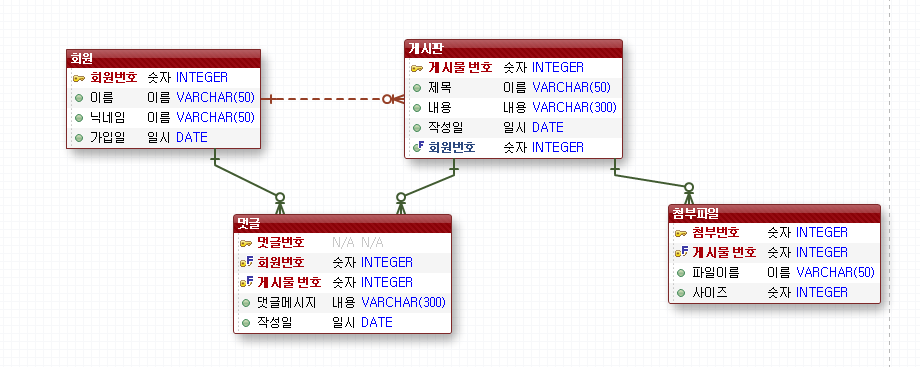 회원
회원번호 숫자 INTEGER
이름 이름 VARCHAR(50)
닉네임 이름 VARCHAR(50)
가입일 일시 DATE
게시판
게시물 번호 숫자 INTEGER
제목 이름 VARCHAR(50)
내용 내용 VARCHAR(300)
작성일 일시 DATE
회원번호 숫자 INTEGER
댓글
댓글번호 N/A N/A
회원번호 숫자 INTEGER
게시물 번호 숫자 INTEGER
댓글메시지 내용 VARCHAR(300)
작성일 일시 DATE
첨부파일
첨부번호 숫자 INTEGER
게시물 번호 숫자 INTEGER
파일이름 이름 VARCHAR(50)
사이즈 숫자 INTEGER